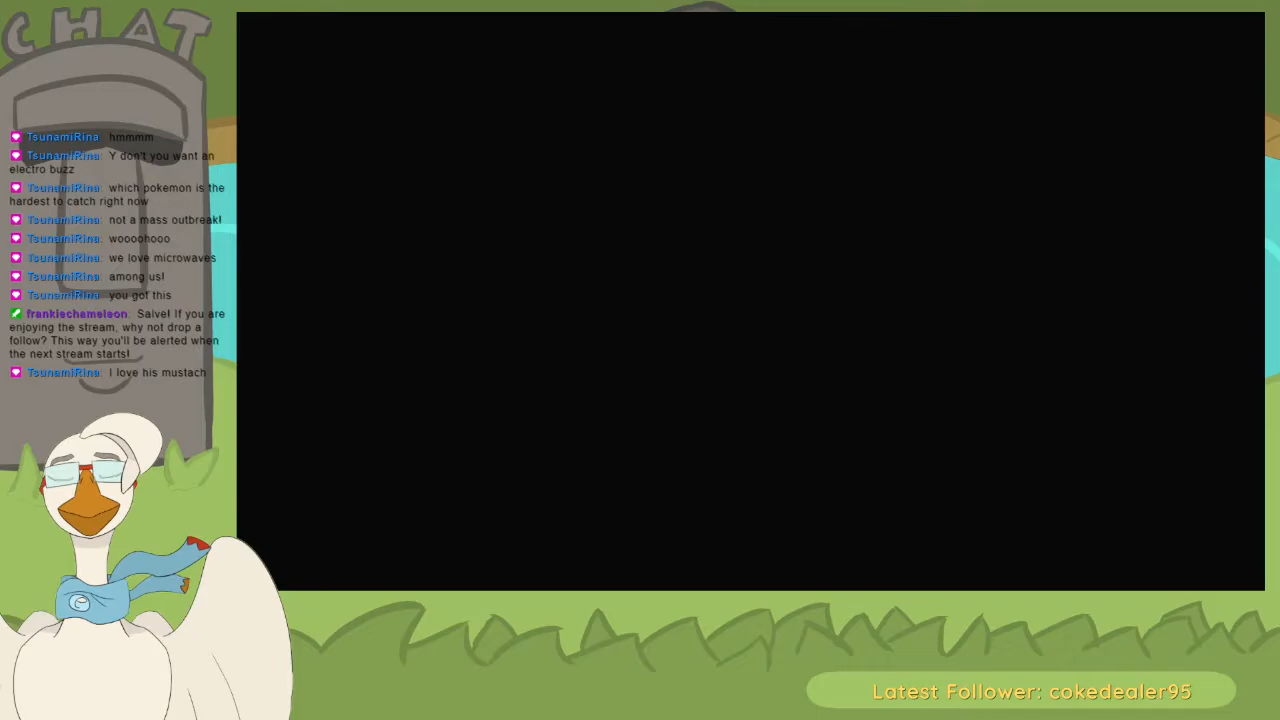 CHAT
TsunamiRina: hmmmm
TsunamiRina: Y don't you want an
electro buzz
TsunamiRina: which pokemon is the
hardest to catch right now
TsunamiRina: not a mass outbreak!
TsunamiRina: woooohooo
TsunamiRina: we love microwaves
TsunamiRina: among us!
TsunamiRina: you got this
frankiechameleon: Salve! If you are
enjoying the stream, why not drop a
follow? This way you'll be alerted when
the next stream starts!
TsunamiRina: I love his mustach
Latest Follower: cokedealer95